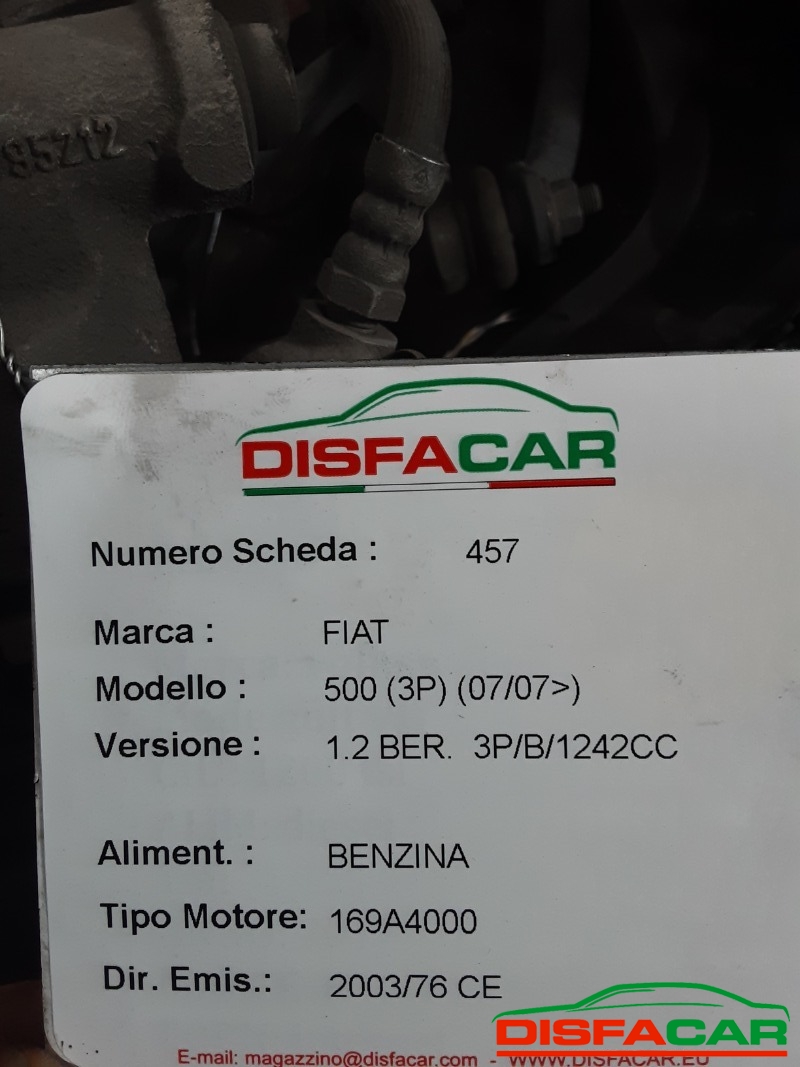 95Z12
DISFACAR
Numero Scheda : 457
Marca : FIAT
Modello : 500 (3P) (07/07>)
Versione : 1.2 BER. 3P/B/1242CC
Aliment. : BENZINA
Tipo Motore: 169A4000
Dir. Emis.: 2003/76 CE
DISFACAR
E-mail: magazzino@disfacar.com - WWW.DISFACAR.EU